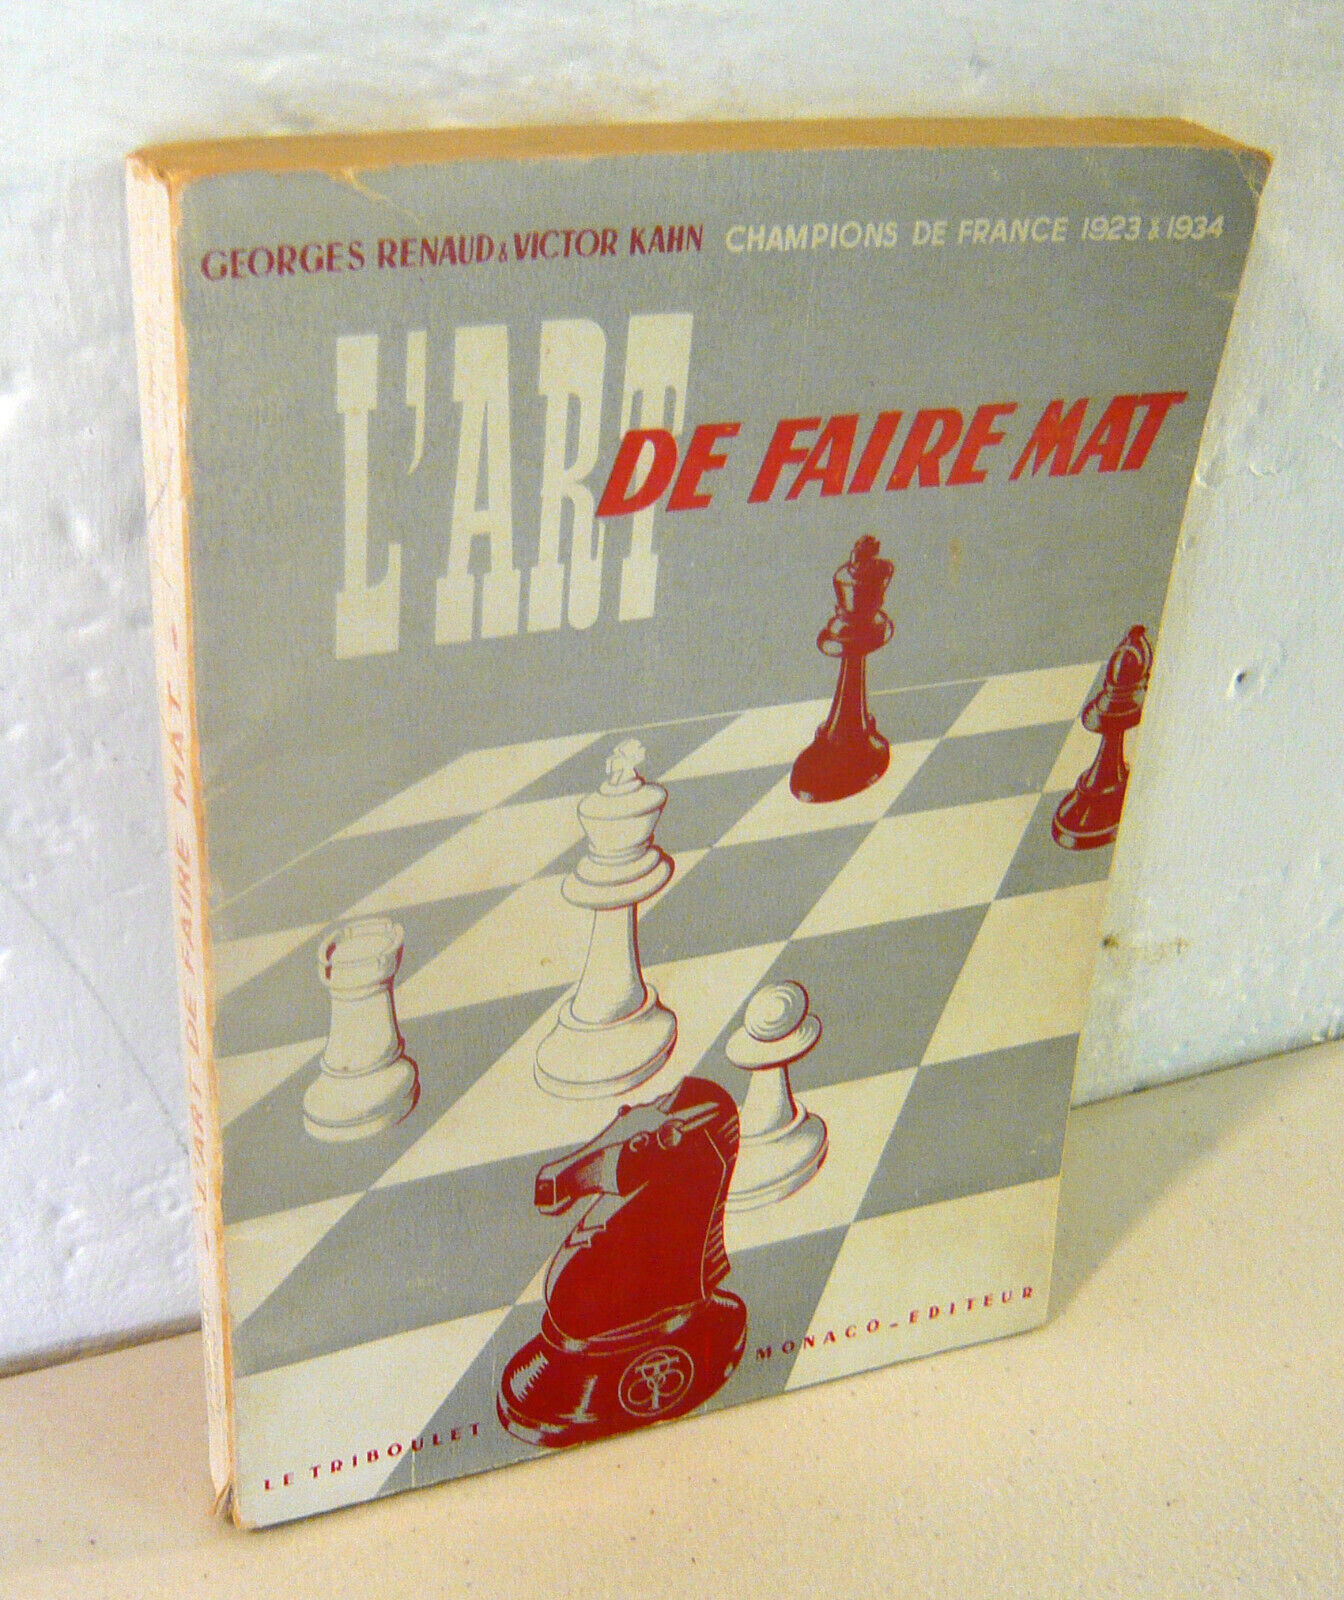 GEORGES RENAUD & VICTOR KAHN CHAMPIONS DE FRANCE 1923 & 1934
L'ART
DE FAIRE MAT
LE TRIBOULET MONACO-EDITEUR
L'ART DE FAIRE MAT